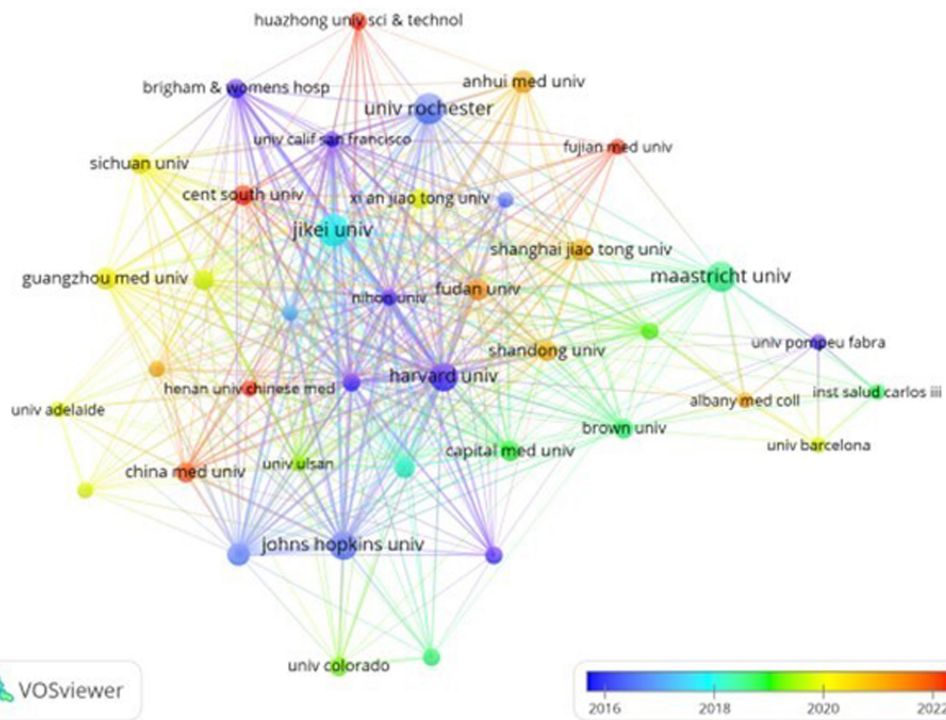 huazhong univ sci & technol
anhui med univ
brigham & womens hosp
univ rochester
univ calif san francisco
fujian med univ
sichuan univ
cent south univ
xi an jiao tong univ
jikei univ
shanghai jiao tong univ
maastricht univ
guangzhou med univ
fudan univ
nihon univ
univ pompeu fabra
shandong univ
harvard univ
henan univ chinese med
inst salud carlos iii
albany med coll
univ adelaide
brown univ
univ barcelona
capital med univ
univ ulsan
china med univ
johns hopkins univ
univ colorado
VOSviewer
2016 2018 2020 2022